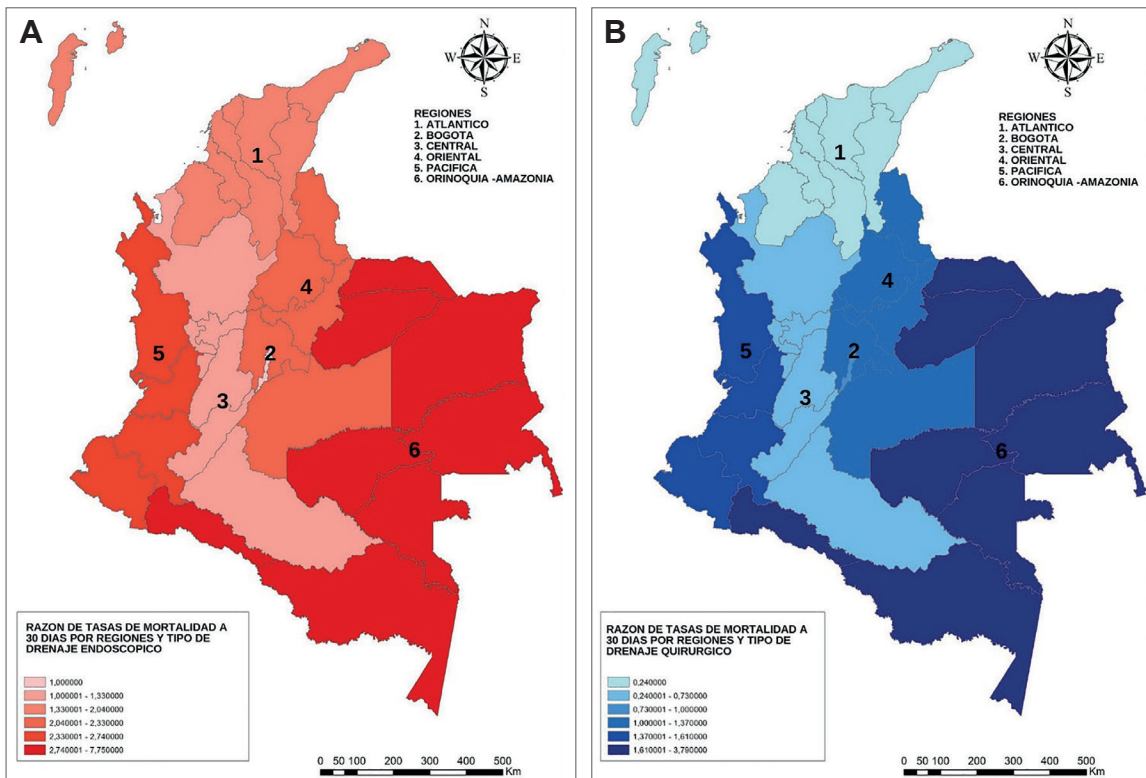 A
N
W
E
S
REGIONES
1. ATLANTICO
2. BOGOTA
3. CENTRAL
4. ORIENTAL
5. PACIFICA
6. ORINOQUIA -AMAZONIA
1
4
5
2
3
6
RAZON DE TASAS DE MORTALIDAD A
30 DIAS POR REGIONES Y TIPO DE
DRENAJE ENDOSCOPICO
1,000000
1,000001 - 1,330000
1,330001 - 2,040000
2,040001 - 2,330000
2,330001 - 2,740000
2,740001 - 7,750000
0 50 100 200 300 400 500
Km
B
N
W
E
S
REGIONES
1. ATLANTICO
2. BOGOTA
3. CENTRAL
4. ORIENTAL
5. PACIFICA
6. ORINOQUIA -AMAZONIA
1
4
5
2
3
6
RAZON DE TASAS DE MORTALIDAD A
30 DIAS POR REGIONES Y TIPO DE
DRENAJE QUIRURGICO
0,240000
0,240001 - 0,730000
0,730001 - 1,000000
1,000001 - 1,370000
1,370001 - 1,610000
1,610001 - 3,790000
0 50 100 200 300 400 500
Km